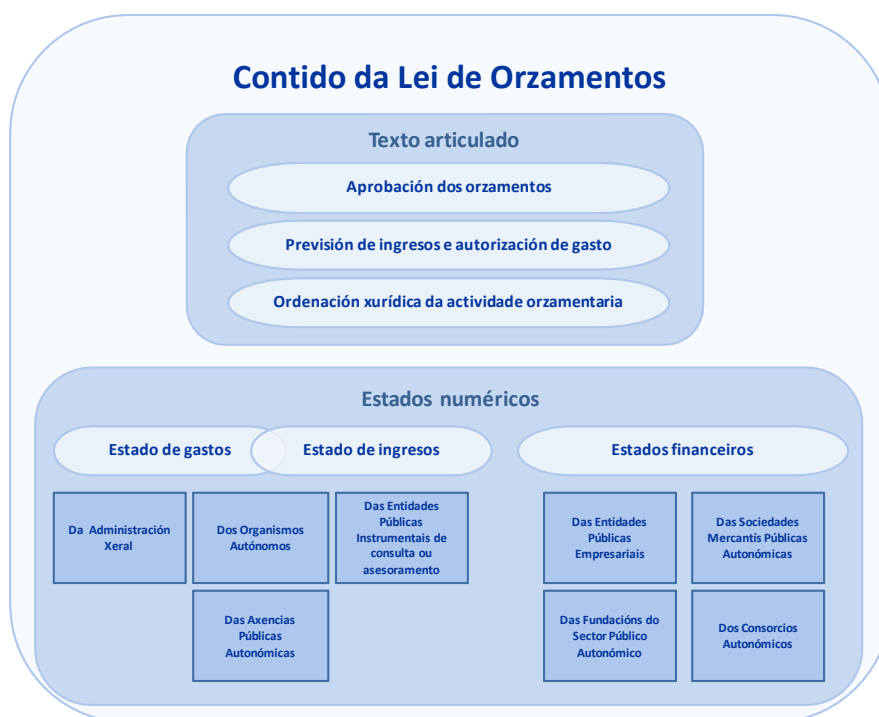 Contido da Lei de Orzamentos
Texto articulado
Aprobación dos orzamentos
Previsión de ingresos e autorización de gasto
Ordenación xurídica da actividade orzamentaria
Estados numéricos
Estado de gastos
Estado de ingresos
Estados financeiros
Da Administración
Xeral
Dos Organismos
Autónomos
Das Entidades
Públicas
Instrumentais de
consulta ou
asesoramento
Das Entidades
Públicas
Empresariais
Das Sociedades
Mercantís Públicas
Autonómicas
Das Axencias
Públicas
Autonómicas
Das Fundacións do
Sector Público
Autonómico
Dos Consorcios
Autonómicos